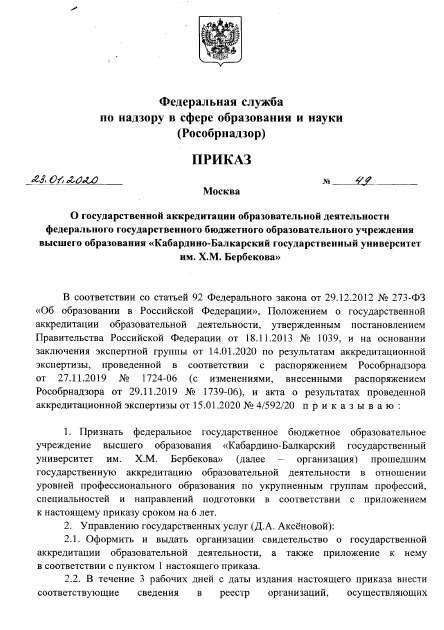 Федеральная служба
по надзору в сфере образования и науки
(Рособрнадзор)
ПРИКАЗ
23.01.2020 № 49
Москва
О государственной аккредитации образовательной деятельности
федерального государственного бюджетного образовательного учреждения
высшего образования «Кабардино-Балкарский государственный университет
им. Х.М. Бербекова»
В соответствии со статьей 92 Федерального закона от 29.12.2012 № 273-ФЗ
«Об образовании в Российской Федерации», Положением о государственной
аккредитации образовательной деятельности, утвержденным постановлением
Правительства Российской Федерации от 18.11.2013 № 1039, и на основании
заключения экспертной группы от 14.01.2020 по результатам аккредитационной
экспертизы, проведенной в соответствии с распоряжением Рособрнадзора
от 27.11.2019 № 1724-06 (с изменениями, внесенными распоряжением
Рособрнадзора от 29.11.2019 № 1739-06), и акта о результатах проведенной
аккредитационной экспертизы от 15.01.2020 № 4/592/20 п р и к а з ы в а ю :
1. Признать федеральное государственное бюджетное образовательное
учреждение высшего образования «Кабардино-Балкарский государственный
университет им. Х.М. Бербекова» (далее – организация) прошедшим
государственную аккредитацию образовательной деятельности в отношении
уровней профессионального образования по укрупненным группам профессий,
специальностей и направлений подготовки в соответствии с приложением
к настоящему приказу сроком на 6 лет.
2. Управлению государственных услуг (Д.А. Аксёновой):
2.1. Оформить и выдать организации свидетельство о государственной
аккредитации образовательной деятельности, а также приложение к нему
в соответствии с пунктом 1 настоящего приказа.
2.2. В течение 3 рабочих дней с даты издания настоящего приказа внести
соответствующие сведения в реестр организаций, осуществляющих